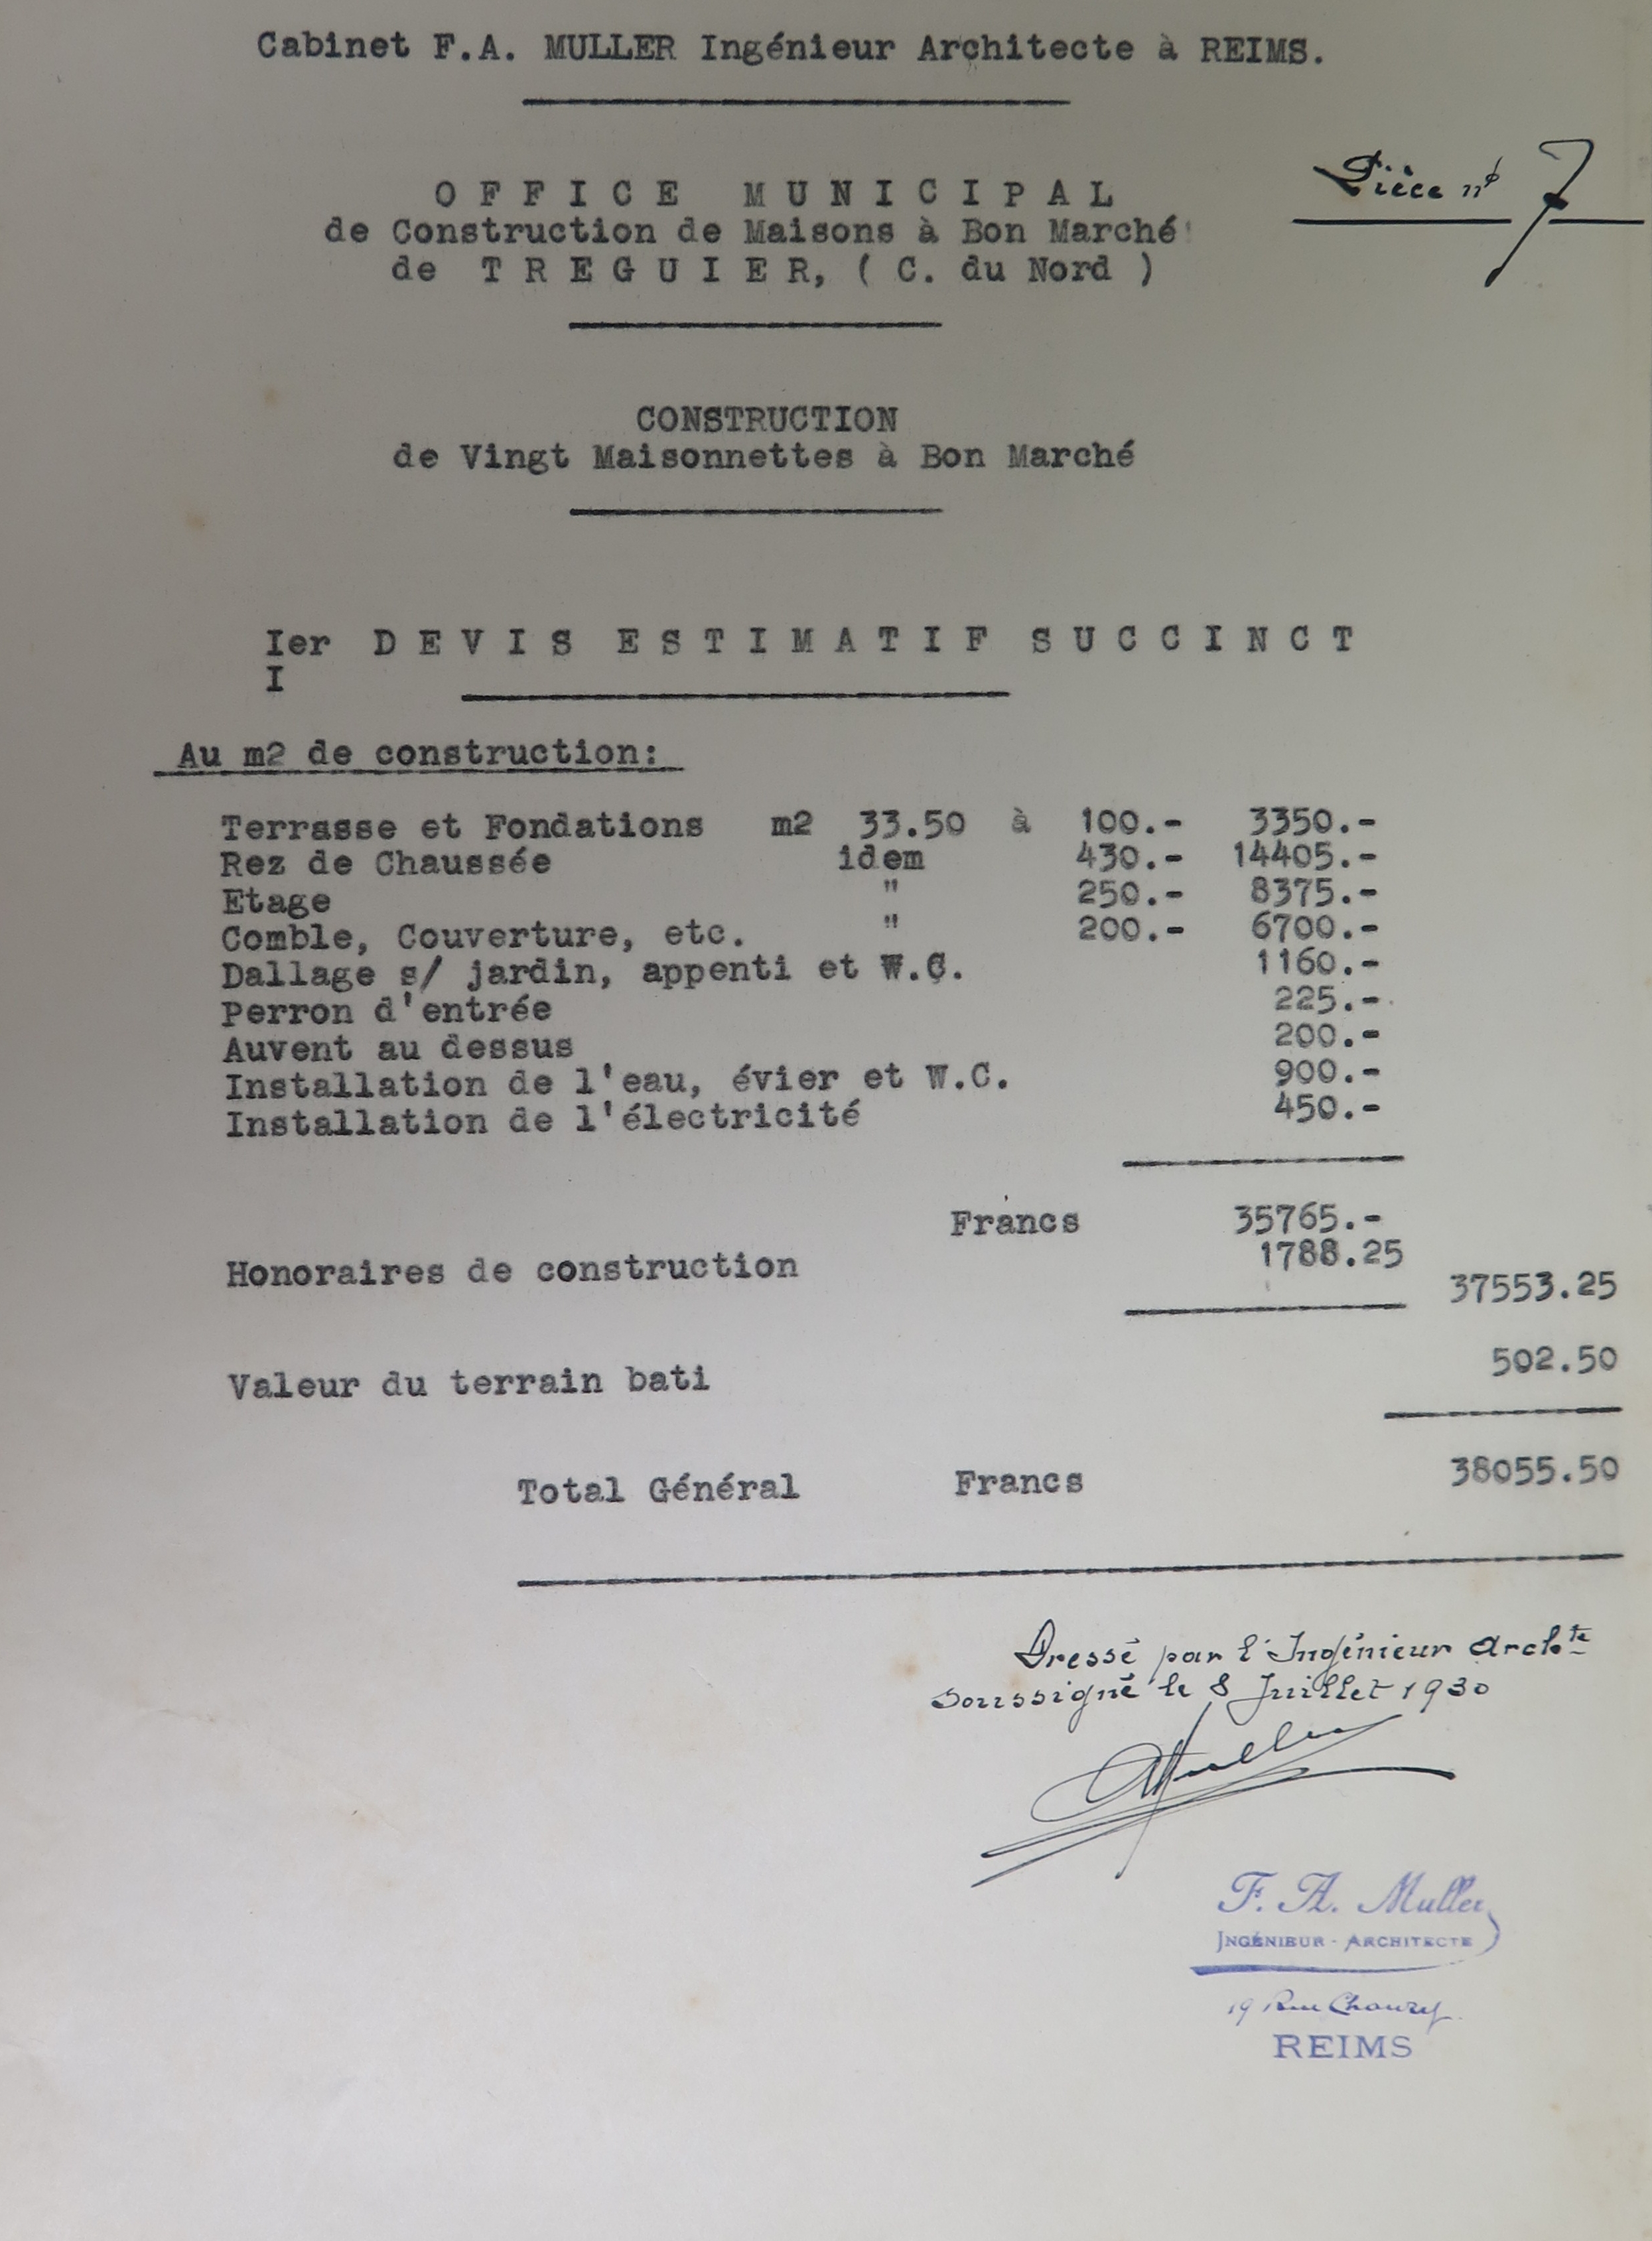 Cabinet F.A. MULLER Ingénieur Architecte à REIMS.
Pièce n° 7
OFFICE MUNICIPAL
de Construction de Maisons à Bon Marché
de TREGUIER, ( C. du Nord )
CONSTRUCTION
de Vingt Maisonnettes à Bon Marché
Ier DEVIS ESTIMATIF SUCCINCT
I
Au m2 de construction:
Terrasse et Fondations m2 33.50 à 100.- 3350.-
Rez de Chaussée idem 430.- 14405.-
Etage " 250.- 8375.-
Comble, Couverture, etc. " 200.- 6700.-
Dallage s/ jardin, appenti et W.C. 1160.-
Perron d'entrée 225.-
Auvent au dessus 200.-
Installation de l'eau, évier et W.C. 900.-
Installation de l'électricité 450.-
Francs 35765.-
Honoraires de construction 1788.25
37553.25
Valeur du terrain bati 502.50
Total Général Francs 38055.50
Dressé par l'Ingénieur Archte
soussigné le 8 Juillet 1930
Muller
F. A. Muller
INGÉNIEUR - ARCHITECTE
19 Rue Chanzy
REIMS